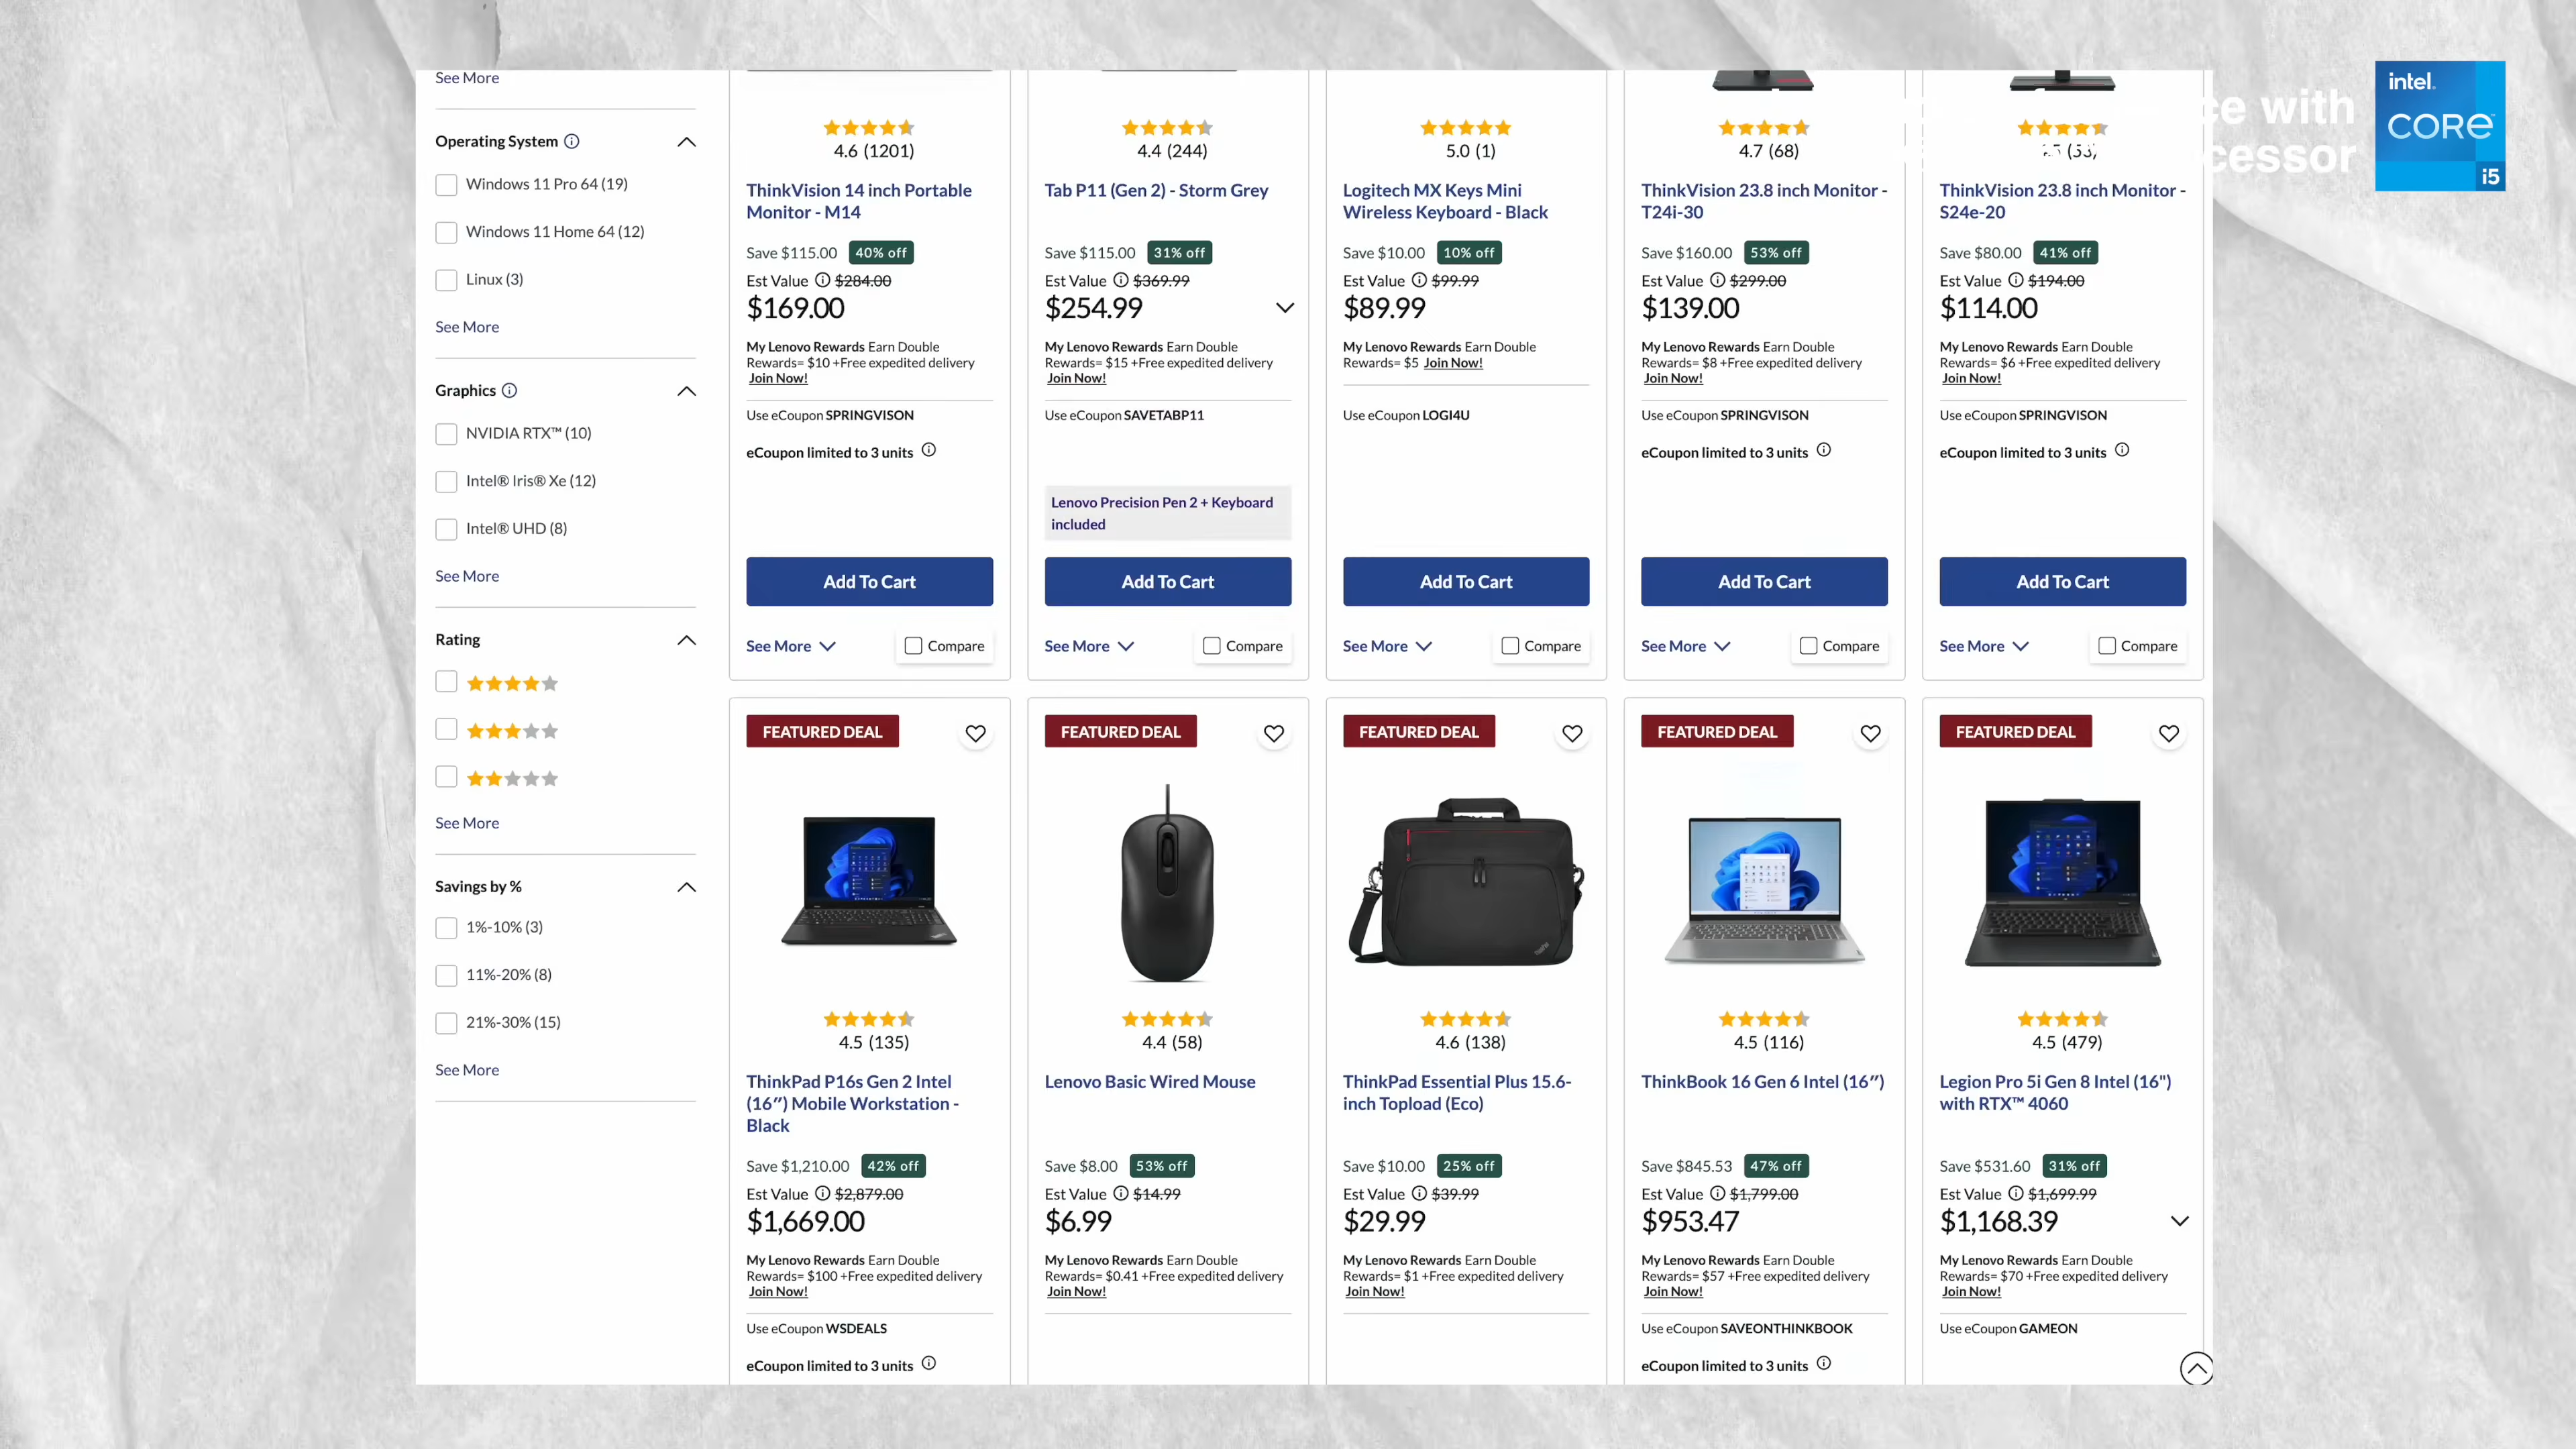 See More
Operating System
Windows 11 Pro 64 (19)
Windows 11 Home 64 (12)
Linux (3)
See More
Graphics
NVIDIA RTX™ (10)
Intel® Iris® Xe (12)
Intel® UHD (8)
See More
Rating
See More
Savings by %
1%-10% (3)
11%-20% (8)
21%-30% (15)
See More
4.6 (1201)
ThinkVision 14 inch Portable
Monitor - M14
Save $115.00 40% off
Est Value $284.00
$169.00
My Lenovo Rewards Earn Double
Rewards= $10 +Free expedited delivery
Join Now!
Use eCoupon SPRINGVISON
eCoupon limited to 3 units
Add To Cart
See More Compare
4.4 (244)
Tab P11 (Gen 2) - Storm Grey
Save $115.00 31% off
Est Value $369.99
$254.99
My Lenovo Rewards Earn Double
Rewards= $15 +Free expedited delivery
Join Now!
Use eCoupon SAVETABP11
Lenovo Precision Pen 2 + Keyboard
included
Add To Cart
See More Compare
5.0 (1)
Logitech MX Keys Mini
Wireless Keyboard - Black
Save $10.00 10% off
Est Value $99.99
$89.99
My Lenovo Rewards Earn Double
Rewards= $5 Join Now!
Use eCoupon LOGI4U
Add To Cart
See More Compare
4.7 (68)
ThinkVision 23.8 inch Monitor -
T24i-30
Save $160.00 53% off
Est Value $299.00
$139.00
My Lenovo Rewards Earn Double
Rewards= $8 +Free expedited delivery
Join Now!
Use eCoupon SPRINGVISON
eCoupon limited to 3 units
Add To Cart
See More Compare
ThinkVision 23.8 inch Monitor -
S24e-20
Save $80.00 41% off
Est Value $194.00
$114.00
My Lenovo Rewards Earn Double
Rewards= $6 +Free expedited delivery
Join Now!
Use eCoupon SPRINGVISON
eCoupon limited to 3 units
Add To Cart
See More Compare
FEATURED DEAL
4.5 (135)
ThinkPad P16s Gen 2 Intel
(16″) Mobile Workstation -
Black
Save $1,210.00 42% off
Est Value $2,879.00
$1,669.00
My Lenovo Rewards Earn Double
Rewards= $100 +Free expedited delivery
Join Now!
Use eCoupon WSDEALS
eCoupon limited to 3 units
FEATURED DEAL
4.4 (58)
Lenovo Basic Wired Mouse
Save $8.00 53% off
Est Value $14.99
$6.99
My Lenovo Rewards Earn Double
Rewards= $0.41 +Free expedited delivery
Join Now!
FEATURED DEAL
4.6 (138)
ThinkPad Essential Plus 15.6-
inch Topload (Eco)
Save $10.00 25% off
Est Value $39.99
$29.99
My Lenovo Rewards Earn Double
Rewards= $1 +Free expedited delivery
Join Now!
FEATURED DEAL
4.5 (116)
ThinkBook 16 Gen 6 Intel (16″)
Save $845.53 47% off
Est Value $1,799.00
$953.47
My Lenovo Rewards Earn Double
Rewards= $57 +Free expedited delivery
Join Now!
Use eCoupon SAVEONTHINKBOOK
eCoupon limited to 3 units
FEATURED DEAL
4.5 (479)
Legion Pro 5i Gen 8 Intel (16")
with RTX™ 4060
Save $531.60 31% off
Est Value $1,699.99
$1,168.39
My Lenovo Rewards Earn Double
Rewards= $70 +Free expedited delivery
Join Now!
Use eCoupon GAMEON
with
intel.
CORE
i5